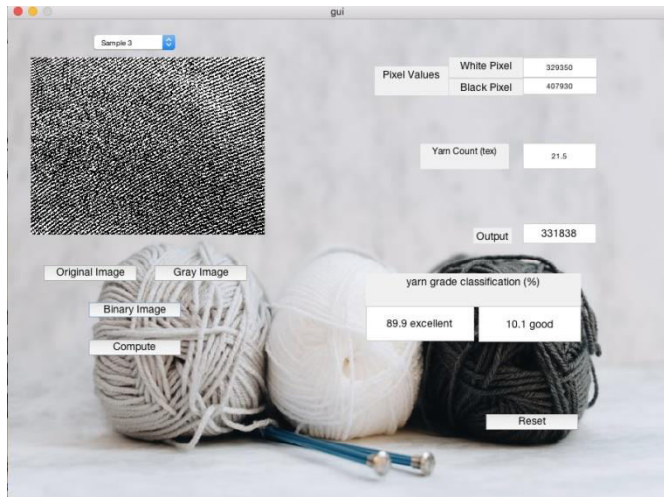 gui
Sample 3
Pixel Values
White Pixel 329350
Black Pixel 407930
Yarn Count (tex) 21.5
Output 331838
Original Image Gray Image
yarn grade classification (%)
Binary Image
89.9 excellent 10.1 good
Compute
Reset